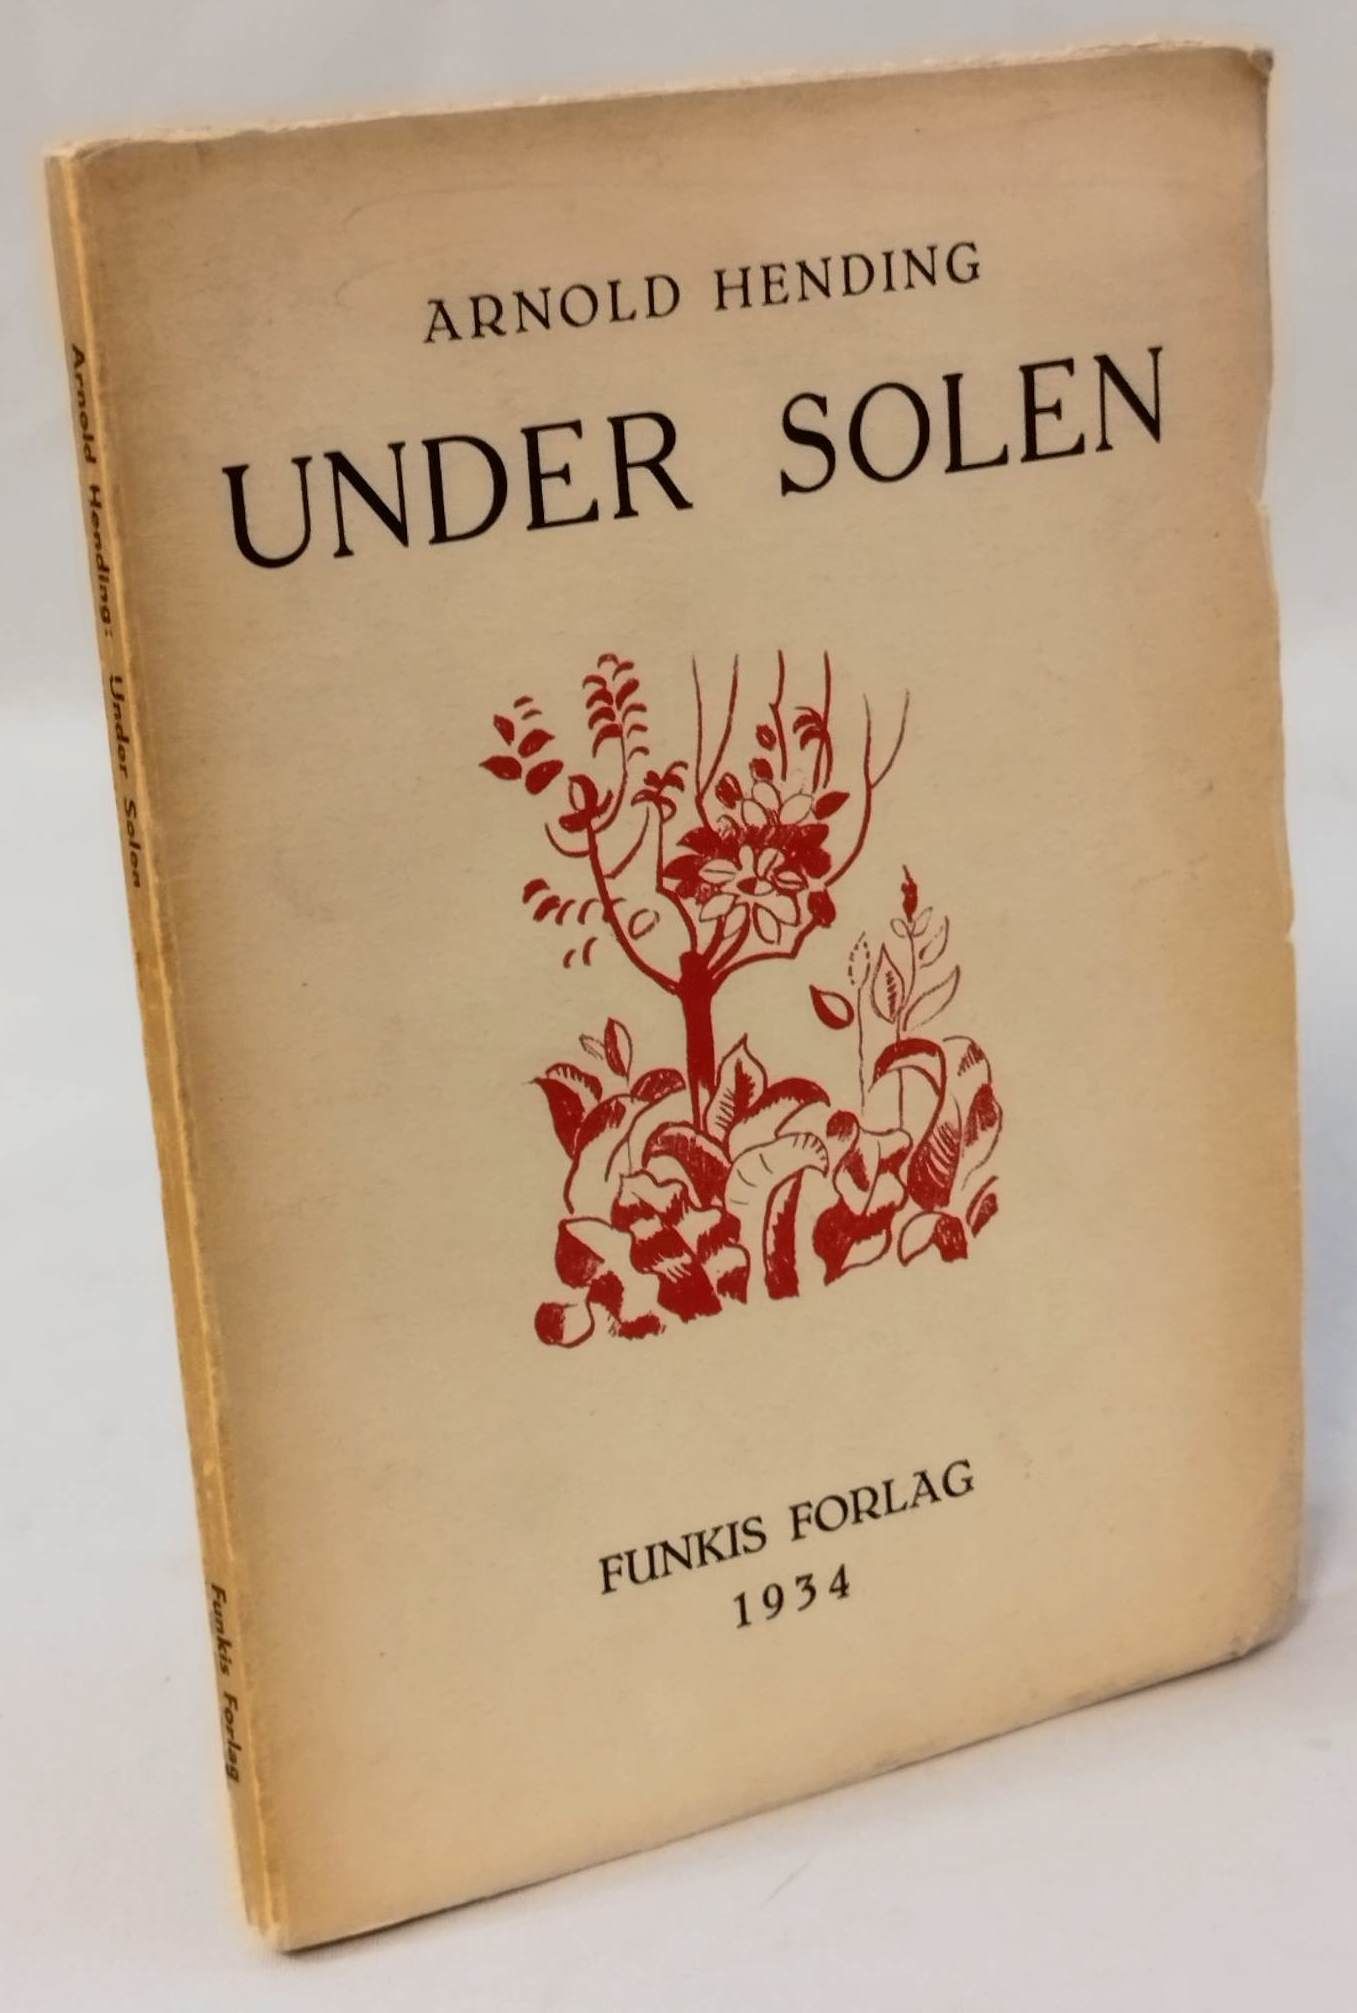 ARNOLD HENDING
UNDER SOLEN
FUNKIS FORLAG
1934
Arnold Hending: Under Solen
Funkis Forlag